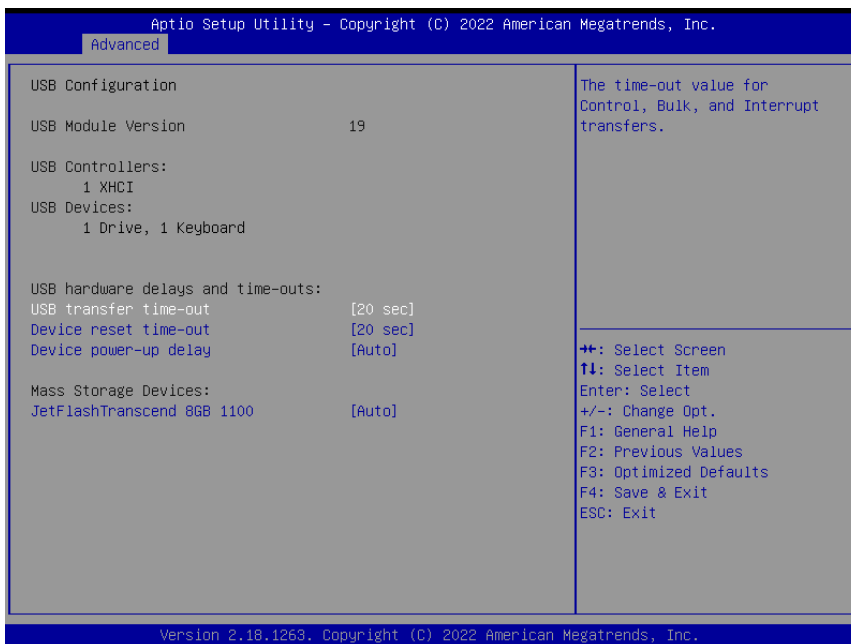 Aptio Setup Utility – Copyright (C) 2022 American Megatrends, Inc.
Advanced
USB Configuration
USB Module Version 19
USB Controllers:
1 XHCI
USB Devices:
1 Drive, 1 Keyboard
USB hardware delays and time-outs:
USB transfer time-out [20 sec]
Device reset time-out [20 sec]
Device power-up delay [Auto]
Mass Storage Devices:
JetFlashTranscend 8GB 1100 [Auto]
The time-out value for
Control, Bulk, and Interrupt
transfers.
→←: Select Screen
↑↓: Select Item
Enter: Select
+/-: Change Opt.
F1: General Help
F2: Previous Values
F3: Optimized Defaults
F4: Save & Exit
ESC: Exit
Version 2.18.1263. Copyright (C) 2022 American Megatrends, Inc.